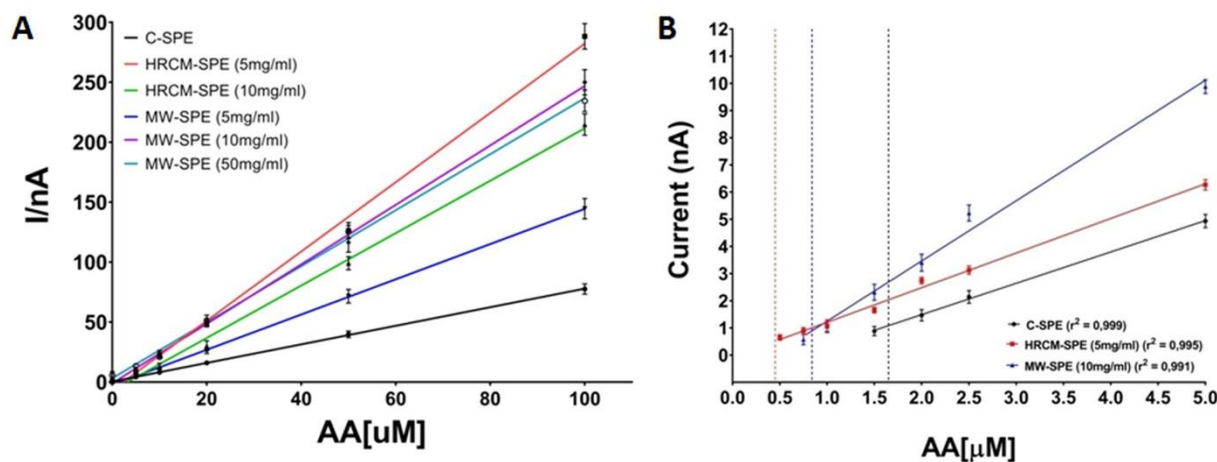 A
I/nA
300
250
200
150
100
50
0
C-SPE
HRCM-SPE (5mg/ml)
HRCM-SPE (10mg/ml)
MW-SPE (5mg/ml)
MW-SPE (10mg/ml)
MW-SPE (50mg/ml)
0 20 40 60 80 100
AA[uM]
B
Current (nA)
12
11
10
9
8
7
6
5
4
3
2
1
0
C-SPE (r² = 0,999)
HRCM-SPE (5mg/ml) (r² = 0,995)
MW-SPE (10mg/ml) (r² = 0,991)
0.0 0.5 1.0 1.5 2.0 2.5 3.0 3.5 4.0 4.5 5.0
AA[μM]